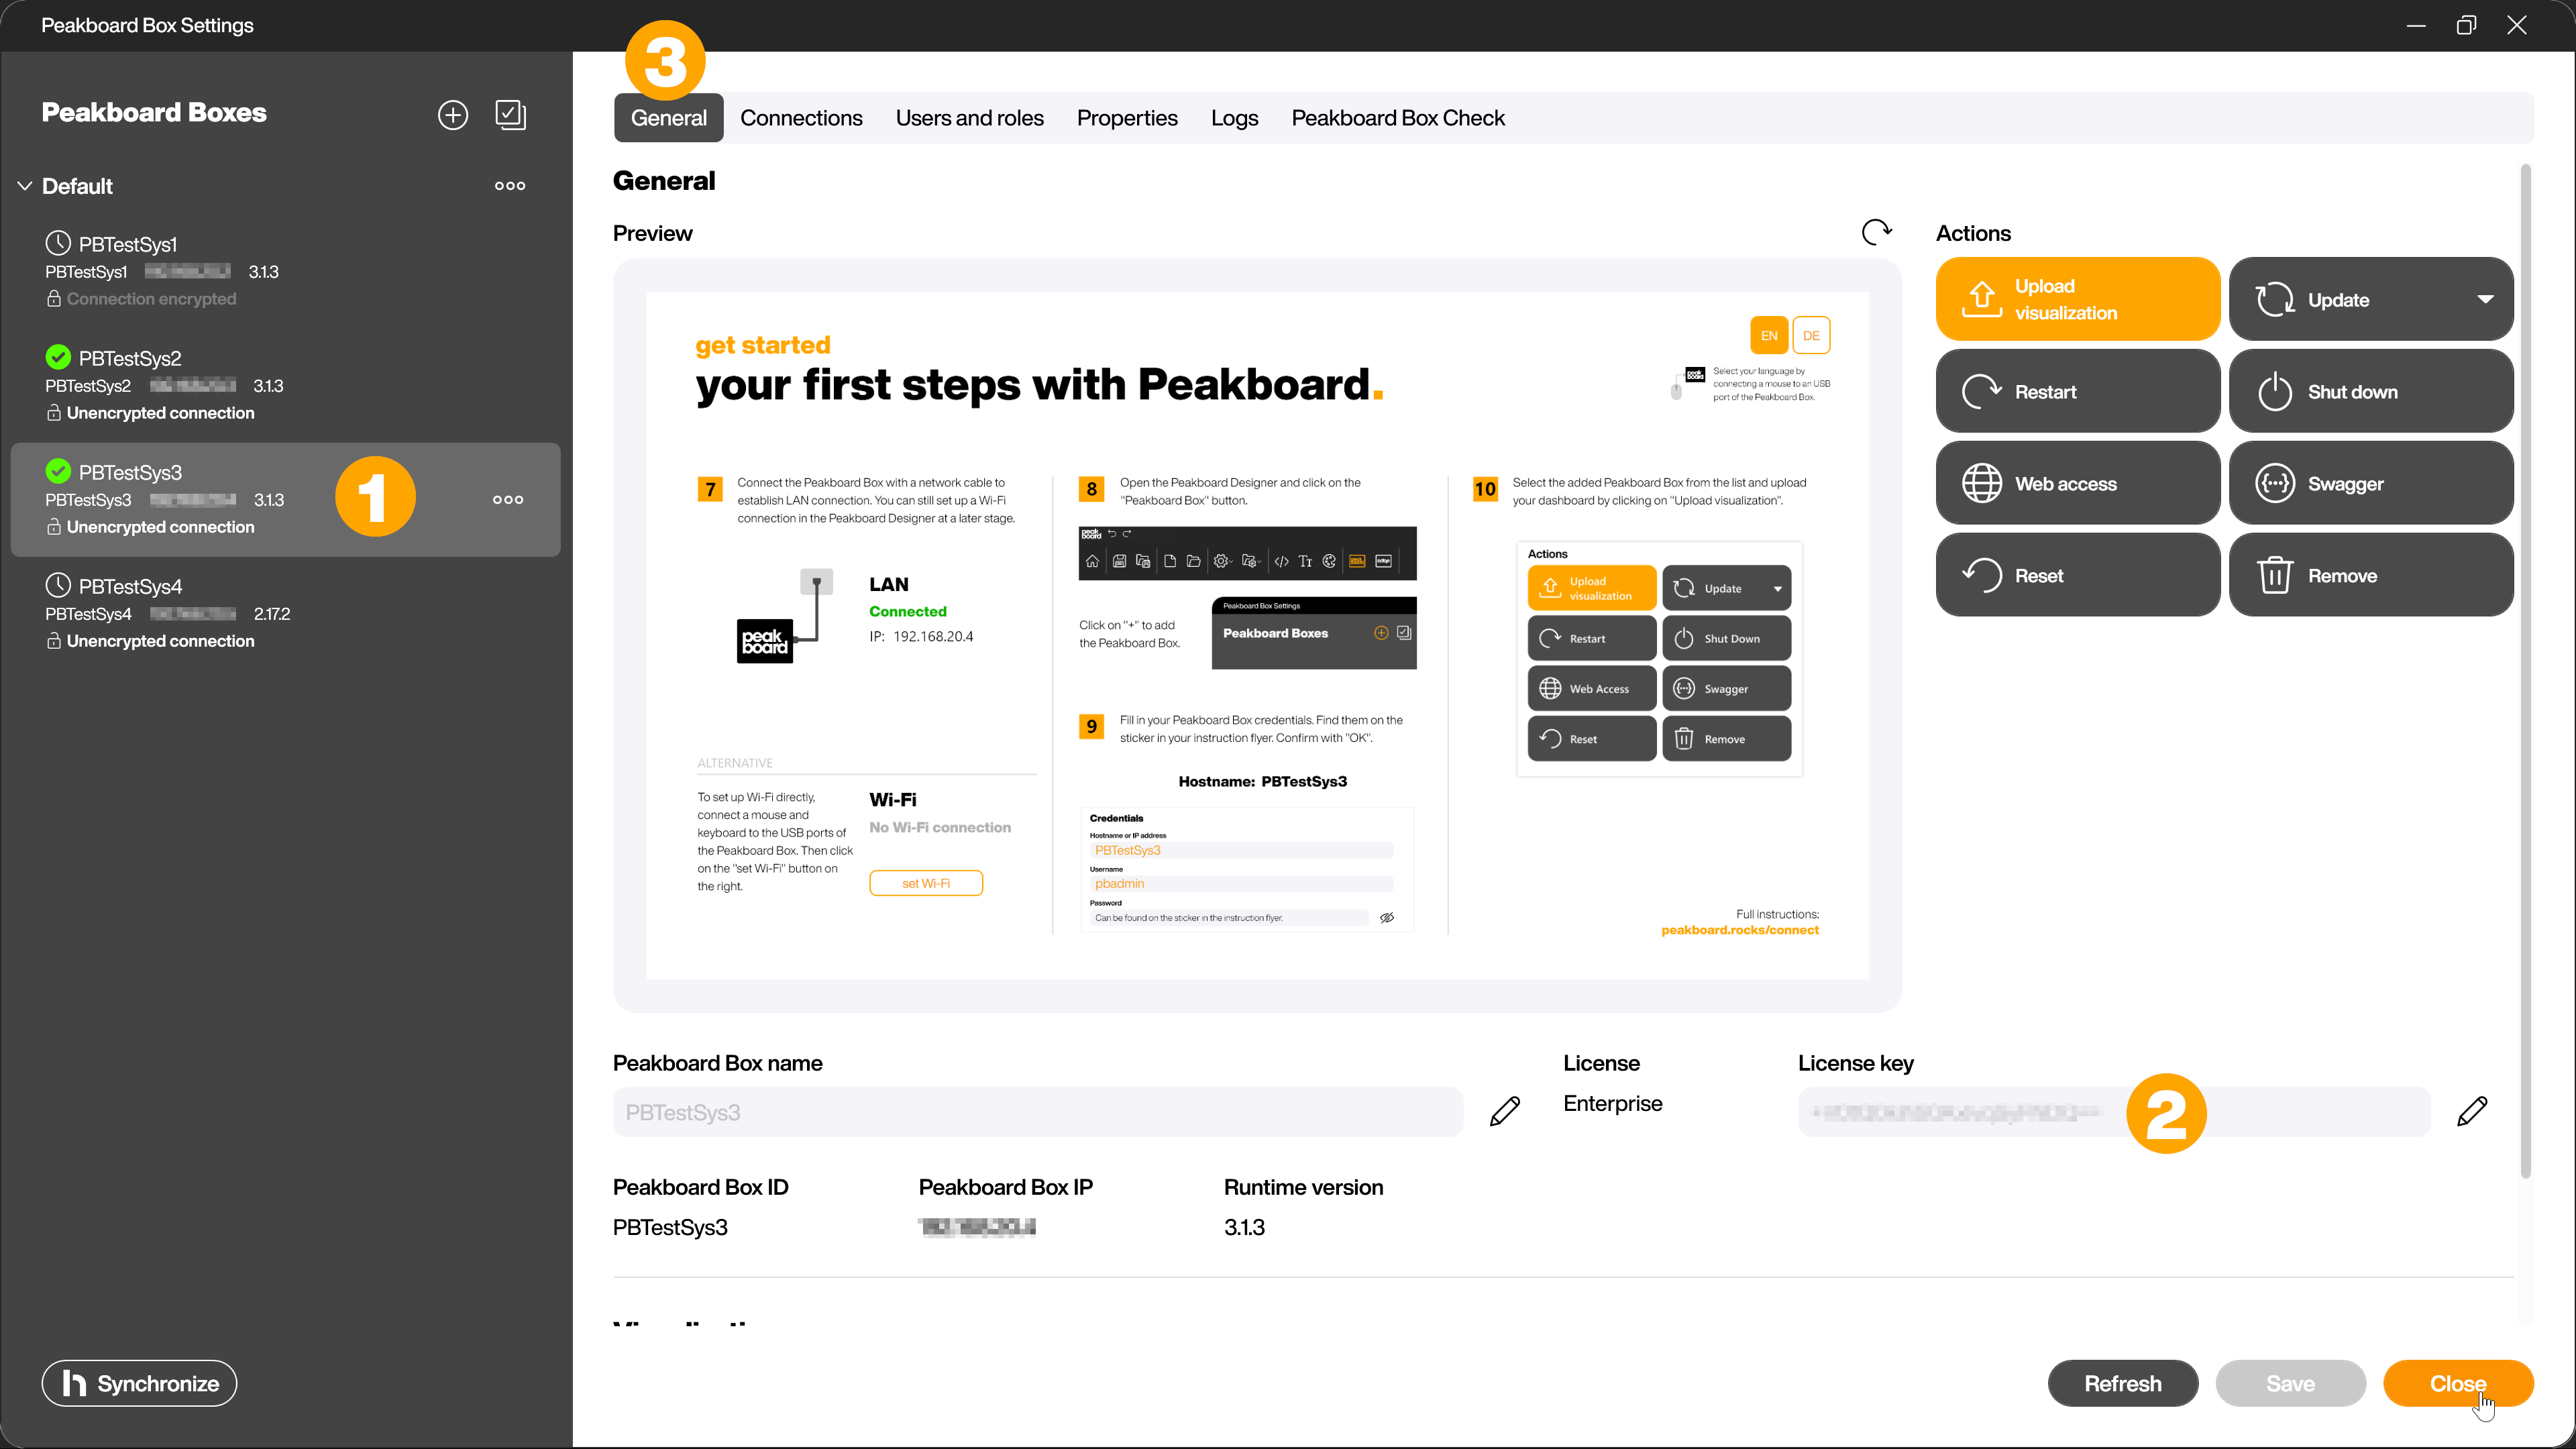 Peakboard Box Settings
Peakboard Boxes
Default
PBTestSys1
PBTestSys1 3.1.3
Connection encrypted
PBTestSys2
PBTestSys2 3.1.3
Unencrypted connection
PBTestSys3
PBTestSys3 3.1.3
Unencrypted connection
1
PBTestSys4
PBTestSys4 2.17.2
Unencrypted connection
Synchronize
3
General Connections Users and roles Properties Logs Peakboard Box Check
General
Preview
get started
your first steps with Peakboard.
EN DE
peak board
Select your language by
connecting a mouse to an USB
port of the Peakboard Box.
7
Connect the Peakboard Box with a network cable to
establish LAN connection. You can still set up a Wi-Fi
connection in the Peakboard Designer at a later stage.
peak
board
LAN
Connected
IP: 192.168.20.4
ALTERNATIVE
To set up Wi-Fi directly,
connect a mouse and
keyboard to the USB ports of
the Peakboard Box. Then click
on the "set Wi-Fi" button on
the right.
Wi-Fi
No Wi-Fi connection
set Wi-Fi
8
Open the Peakboard Designer and click on the
"Peakboard Box" button.
peak
board
Tt
Click on "+" to add
the Peakboard Box.
Peakboard Box Settings
Peakboard Boxes
9
Fill in your Peakboard Box credentials. Find them on the
sticker in your instruction flyer. Confirm with "OK".
Hostname: PBTestSys3
Credentials
Hostname or IP address
PBTestSys3
Username
pbadmin
Password
Can be found on the sticker in the instruction flyer.
10
Select the added Peakboard Box from the list and upload
your dashboard by clicking on "Upload visualization".
Actions
Upload
visualization
Update
Restart
Shut Down
Web Access
Swagger
Reset
Remove
Full instructions:
peakboard.rocks/connect
Actions
Upload
visualization
Update
Restart
Shut down
Web access
Swagger
Reset
Remove
Peakboard Box name
PBTestSys3
License
Enterprise
License key
2
Peakboard Box ID
PBTestSys3
Peakboard Box IP
Runtime version
3.1.3
Refresh
Save
Close